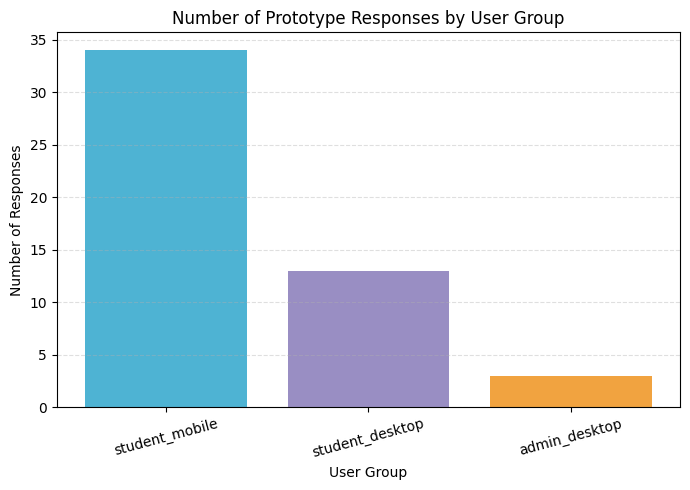 Number of Prototype Responses by User Group
Number of Responses
35
30
25
20
15
10
5
0
student_mobile
student_desktop
admin_desktop
User Group